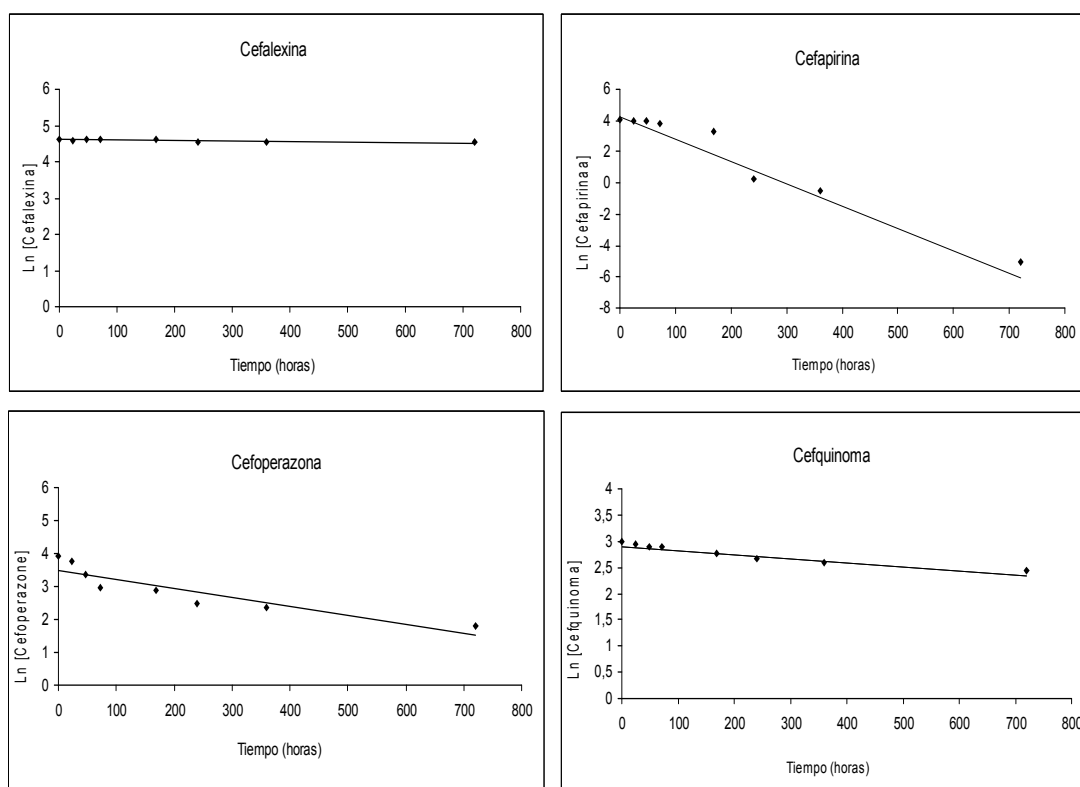 Cefalexina
Ln [Cefalexina]
6
5
4
3
2
1
0
0 100 200 300 400 500 600 700 800
Tiempo (horas)
Cefapirina
Ln [Cefapirinaa]
6
4
2
0
-2
-4
-6
-8
0 100 200 300 400 500 600 700 800
Tiempo (horas)
Cefoperazona
Ln [Cefoperazone]
6
5
4
3
2
1
0
0 100 200 300 400 500 600 700 800
Tiempo (horas)
Cefquinoma
Ln [Cefquinoma]
4
3,5
3
2,5
2
1,5
1
0,5
0
0 100 200 300 400 500 600 700 800
Tiempo (horas)